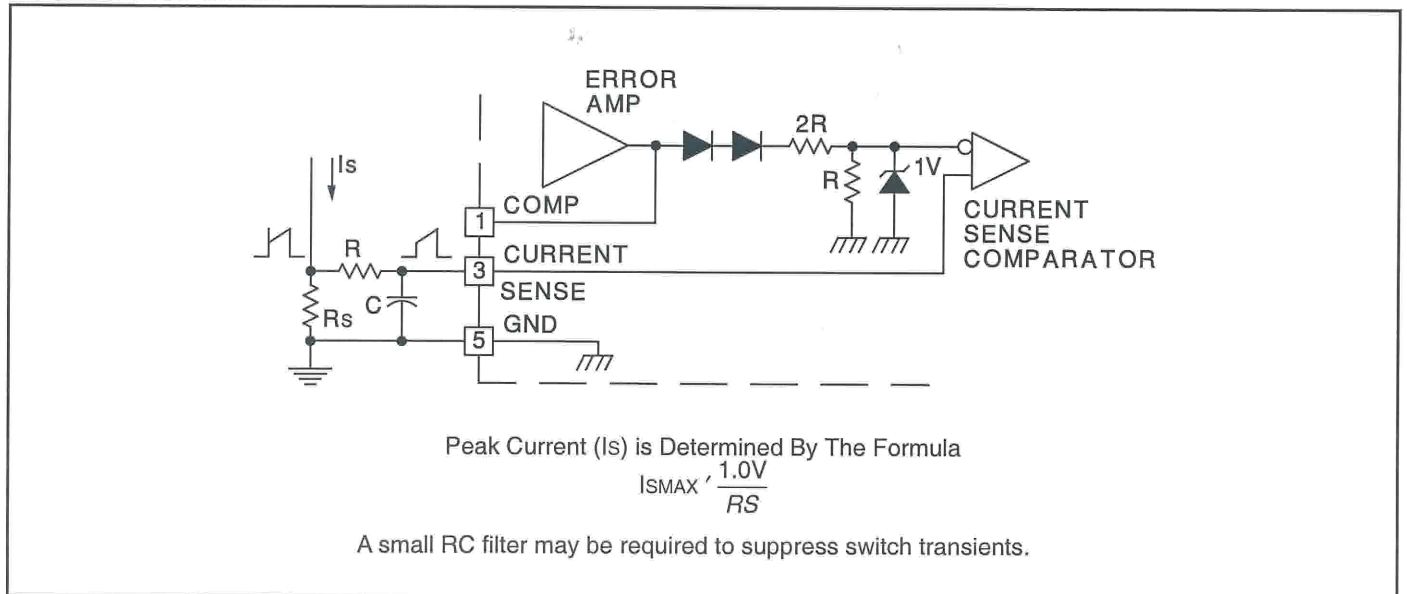 ERROR
AMP
2R
Is
R
1V
1 COMP
CURRENT
SENSE
COMPARATOR
R
3 CURRENT
SENSE
C
Rs
5 GND
Peak Current (Is) is Determined By The Formula
ISMAX ′ 1.0V
RS
A small RC filter may be required to suppress switch transients.